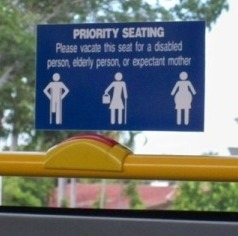 PRIORITY SEATING
Please vacate this seat for a disabled
person, elderly person, or expectant mother